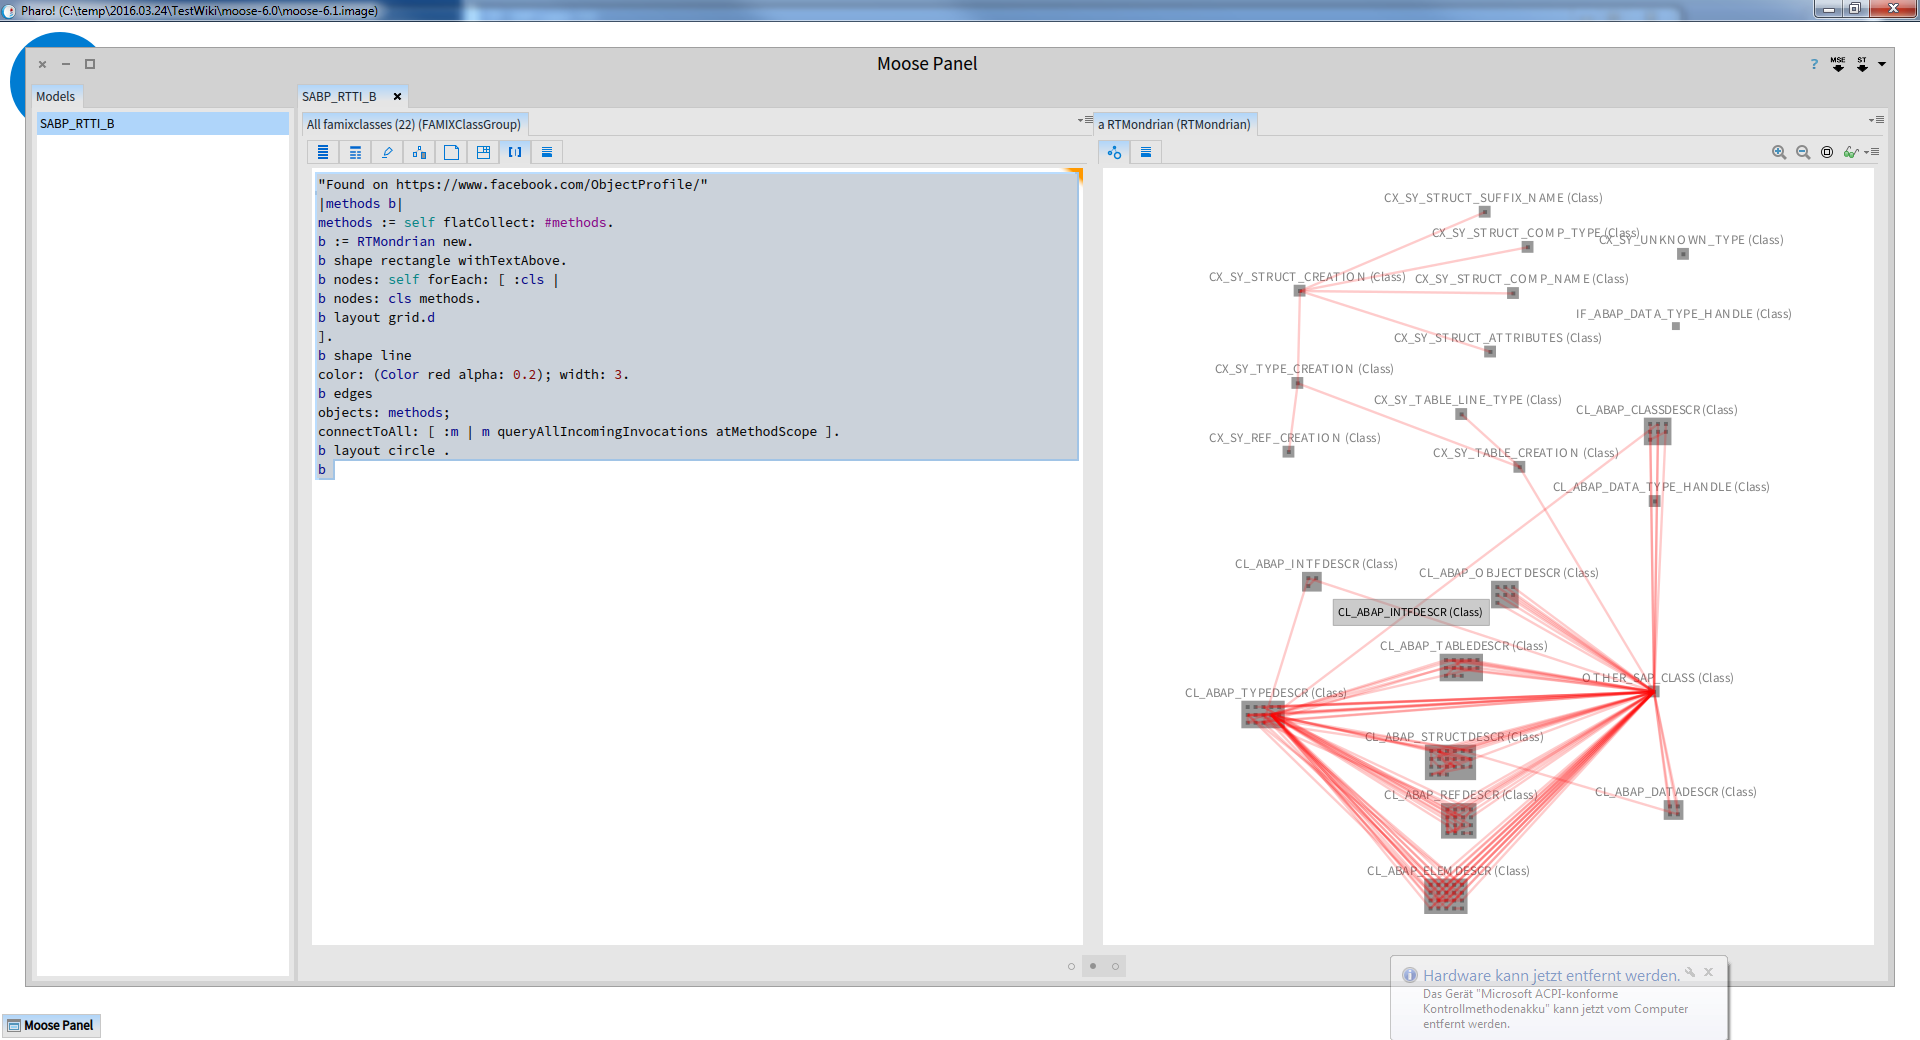 Pharo! (C:\temp\2016.03.24\TestWiki\moose-6.0\moose-6.1.image)
Moose Panel
? MSE ST
Models
SABP_RTTI_B
SABP_RTTI_B
All famixclasses (22) (FAMIXClassGroup)
"Found on https://www.facebook.com/ObjectProfile/"
|methods b|
methods := self flatCollect: #methods.
b := RTMondrian new.
b shape rectangle withTextAbove.
b nodes: self forEach: [ :cls |
b nodes: cls methods.
b layout grid.d
].
b shape line
color: (Color red alpha: 0.2); width: 3.
b edges
objects: methods;
connectToAll: [ :m | m queryAllIncomingInvocations atMethodScope ].
b layout circle .
b
a RTMondrian (RTMondrian)
CX_SY_STRUCT_SUFFIX_NAME (Class)
CX_SY_STRUCT_COMP_TYPE (Class)
CX_SY_UNKNOWN_TYPE (Class)
CX_SY_STRUCT_CREATION (Class)
CX_SY_STRUCT_COMP_NAME (Class)
IF_ABAP_DATA_TYPE_HANDLE (Class)
CX_SY_STRUCT_ATTRIBUTES (Class)
CX_SY_TYPE_CREATION (Class)
CX_SY_TABLE_LINE_TYPE (Class)
CL_ABAP_CLASSDESCR (Class)
CX_SY_REF_CREATION (Class)
CX_SY_TABLE_CREATION (Class)
CL_ABAP_DATA_TYPE_HANDLE (Class)
CL_ABAP_INTFDESCR (Class)
CL_ABAP_OBJECTDESCR (Class)
CL_ABAP_INTFDESCR (Class)
CL_ABAP_TABLEDESCR (Class)
OTHER_SAP_CLASS (Class)
CL_ABAP_TYPEDESCR (Class)
CL_ABAP_STRUCTDESCR (Class)
CL_ABAP_REFDESCR (Class)
CL_ABAP_DATADESCR (Class)
CL_ABAP_ELEMDESCR (Class)
Hardware kann jetzt entfernt werden.
Das Gerät "Microsoft ACPI-konforme
Kontrollmethodenakku" kann jetzt vom Computer
entfernt werden.
Moose Panel